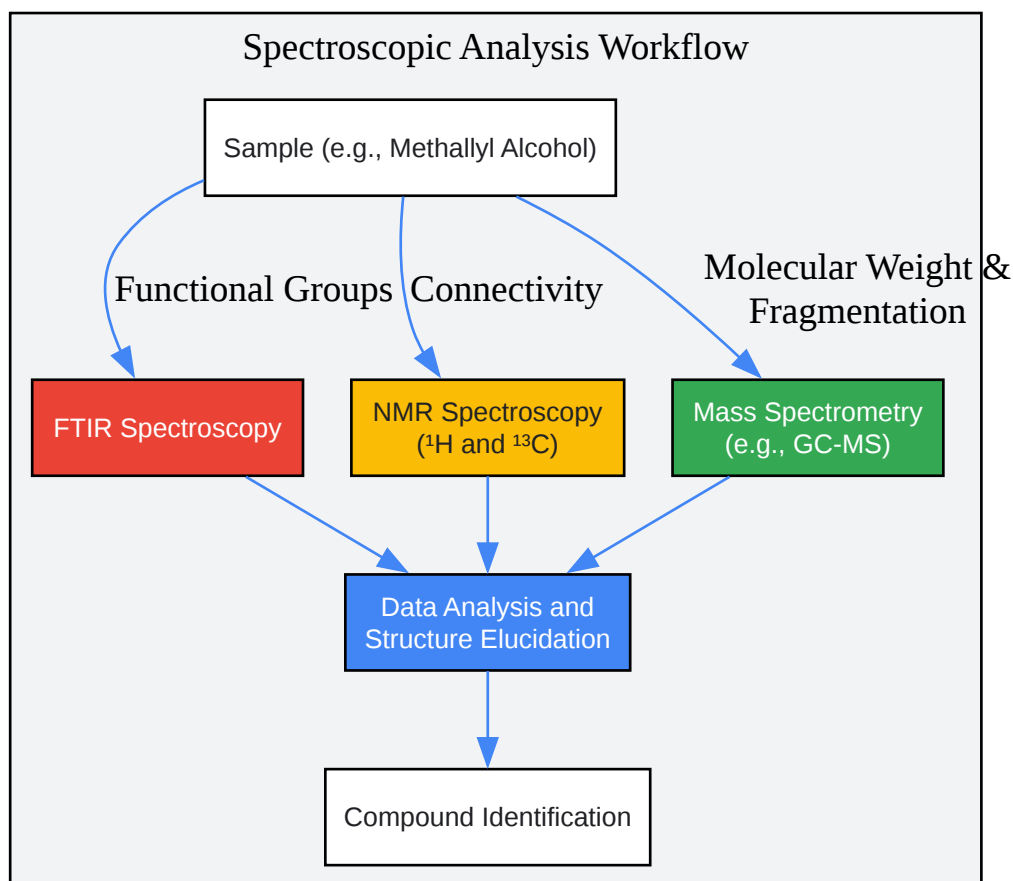 Spectroscopic Analysis Workflow
Sample (e.g., Methallyl Alcohol)
Functional Groups
Connectivity
Molecular Weight &
Fragmentation
FTIR Spectroscopy
NMR Spectroscopy
(¹H and ¹³C)
Mass Spectrometry
(e.g., GC-MS)
Data Analysis and
Structure Elucidation
Compound Identification